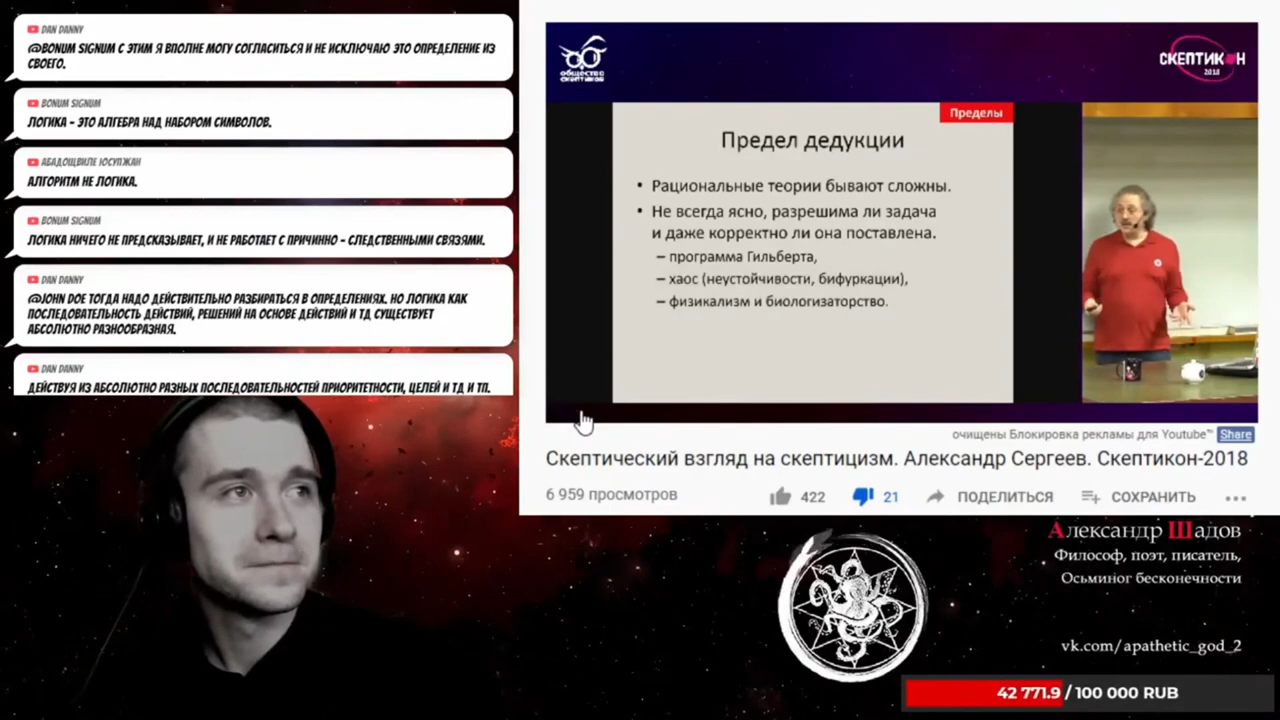 DAN DANNY
@BONUM SIGNUM С ЭТИМ Я ВПОЛНЕ МОГУ СОГЛАСИТЬСЯ И НЕ ИСКЛЮЧАЮ ЭТО ОПРЕДЕЛЕНИЕ ИЗ
СВОЕГО.
BONUM SIGNUM
ЛОГИКА - ЭТО АЛГЕБРА НАД НАБОРОМ СИМВОЛОВ.
АБАДОЩВИЛЕ ЮСУПЖАН
АЛГОРИТМ НЕ ЛОГИКА.
BONUM SIGNUM
ЛОГИКА НИЧЕГО НЕ ПРЕДСКАЗЫВАЕТ, И НЕ РАБОТАЕТ С ПРИЧИННО - СЛЕДСТВЕННЫМИ СВЯЗЯМИ.
DAN DANNY
@JOHN DOE ТОГДА НАДО ДЕЙСТВИТЕЛЬНО РАЗБИРАТЬСЯ В ОПРЕДЕЛЕНИЯХ. НО ЛОГИКА КАК
ПОСЛЕДОВАТЕЛЬНОСТЬ ДЕЙСТВИЙ, РЕШЕНИЙ НА ОСНОВЕ ДЕЙСТВИЙ И ТД СУЩЕСТВУЕТ
АБСОЛЮТНО РАЗНООБРАЗНАЯ.
DAN DANNY
ДЕЙСТВУЯ ИЗ АБСОЛЮТНО РАЗНЫХ ПОСЛЕДОВАТЕЛЬНОСТЕЙ ПРИОРИТЕТНОСТИ, ЦЕЛЕЙ И ТД И ТП.
общество
скептиков
СКЕПТИКОН
2018
Пределы
Предел дедукции
• Рациональные теории бывают сложны.
• Не всегда ясно, разрешима ли задача
и даже корректно ли она поставлена.
– программа Гильберта,
– хаос (неустойчивости, бифуркации),
– физикализм и биологизаторство.
очищены Блокировка рекламы для Youtube™ Share
Скептический взгляд на скептицизм. Александр Сергеев. Скептикон-2018
6 959 просмотров
422
21
ПОДЕЛИТЬСЯ
СОХРАНИТЬ
Александр Шадов
Философ, поэт, писатель,
Осьминог бесконечности
vk.com/apathetic_god_2
42 771.9 / 100 000 RUB